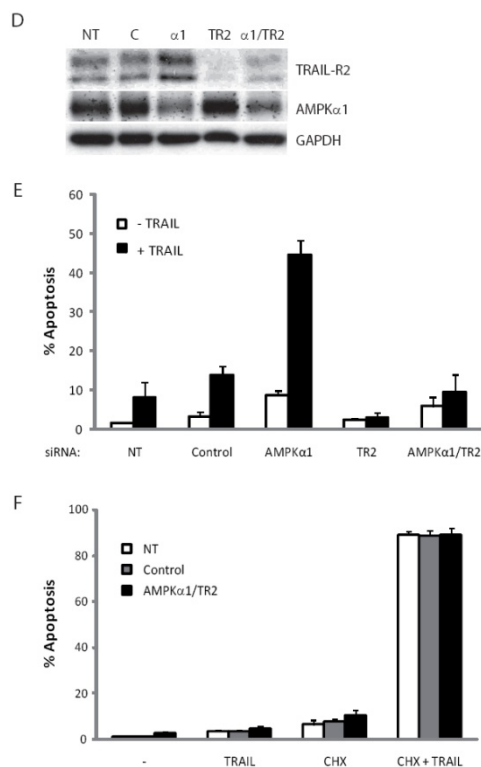 D
NT C α1 TR2 α1/TR2
TRAIL-R2
AMPKα1
GAPDH
E
60
50
40
30
20
10
0
% Apoptosis
- TRAIL
+ TRAIL
siRNA: NT Control AMPKα1 TR2 AMPKα1/TR2
F
100
80
60
40
20
0
% Apoptosis
NT
Control
AMPKα1/TR2
- TRAIL CHX CHX + TRAIL